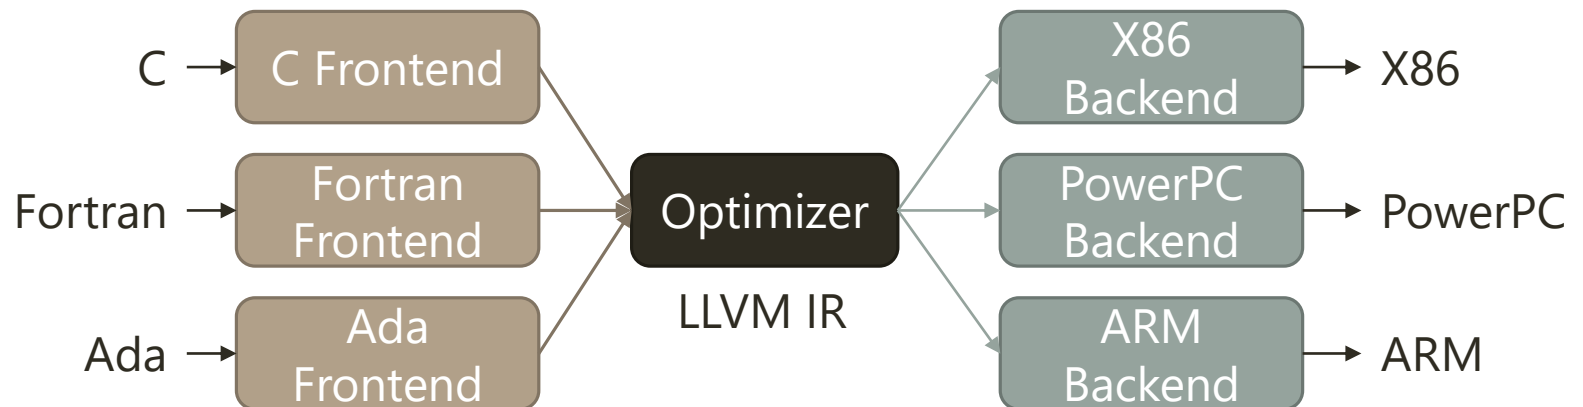 C
C Frontend
X86
Backend
X86
Fortran
Fortran
Frontend
Optimizer
PowerPC
Backend
PowerPC
LLVM IR
Ada
Ada
Frontend
ARM
Backend
ARM